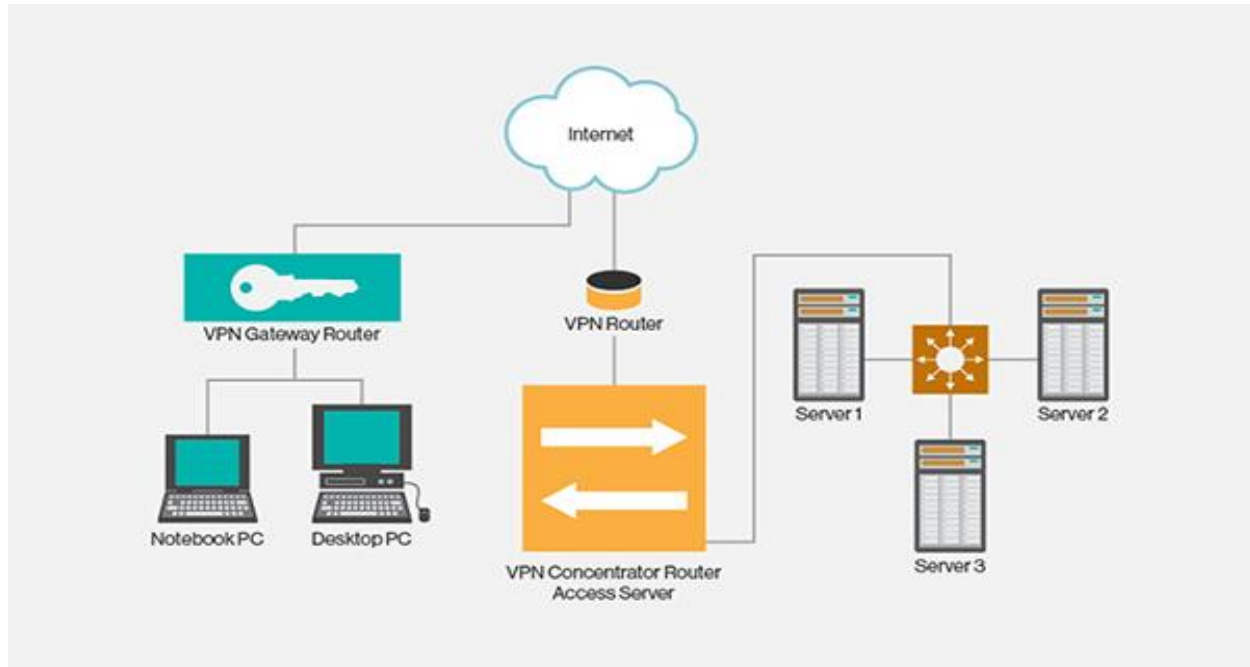 Internet
VPN Gateway Router
VPN Router
Server 1
Server 2
Notebook PC
Desktop PC
Server 3
VPN Concentrator Router
Access Server